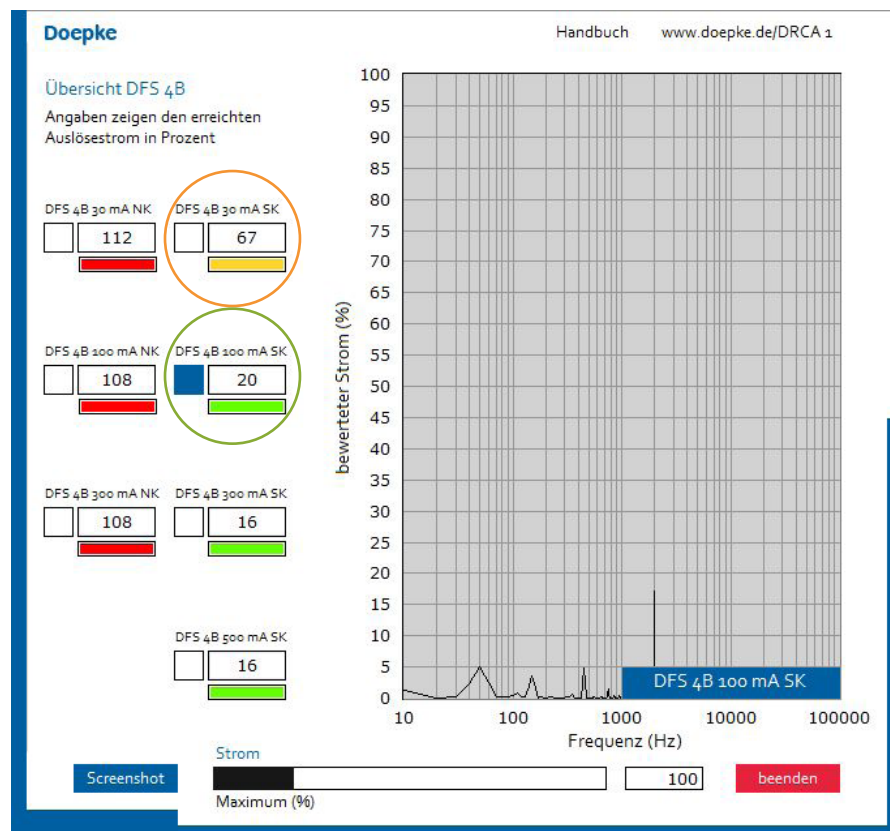 Doepke
Handbuch www.doepke.de/DRCA 1
Übersicht DFS 4B
Angaben zeigen den erreichten
Auslösestrom in Prozent
DFS 4B 30 mA NK DFS 4B 30 mA SK
112 67
DFS 4B 100 mA NK DFS 4B 100 mA SK
108 20
DFS 4B 300 mA NK DFS 4B 300 mA SK
108 16
DFS 4B 500 mA SK
16
bewerteter Strom (%)
100
95
90
85
80
75
70
65
60
55
50
45
40
35
30
25
20
15
10
5
0
DFS 4B 100 mA SK
10 100 1000 10000 100000
Frequenz (Hz)
Strom
Screenshot 100 beenden
Maximum (%)